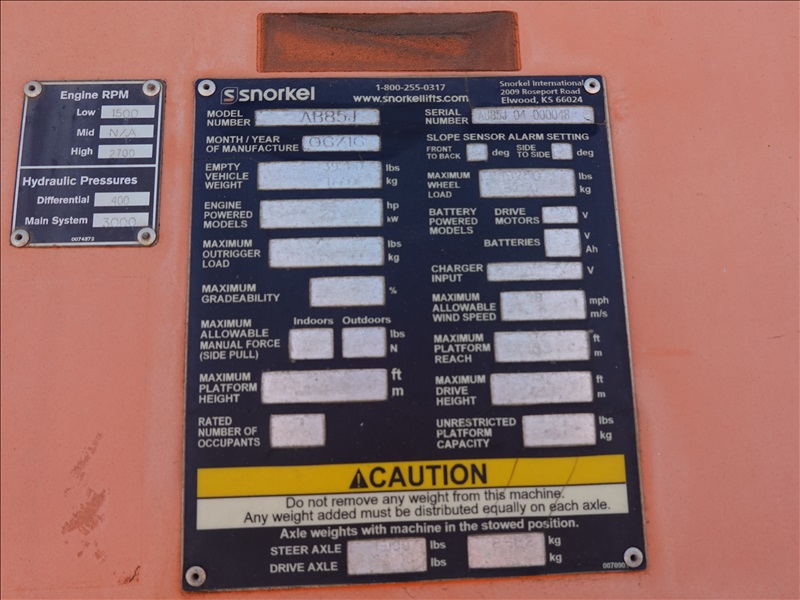 Engine RPM
Low 1500
Mid N/A
High 2700
Hydraulic Pressures
Differential 400
Main System 3000
0074873
snorkel
1-800-255-0317
www.snorkellifts.com
Snorkel International
2009 Roseport Road
Elwood, KS 66024
MODEL NUMBER AB85J
SERIAL NUMBER AB85J 04 000048
MONTH / YEAR OF MANUFACTURE
SLOPE SENSOR ALARM SETTING
FRONT TO BACK deg SIDE TO SIDE deg
EMPTY VEHICLE WEIGHT lbs kg
MAXIMUM WHEEL LOAD lbs kg
ENGINE POWERED MODELS hp kW
BATTERY POWERED MODELS DRIVE MOTORS V
BATTERIES V Ah
MAXIMUM OUTRIGGER LOAD lbs kg
CHARGER INPUT V
MAXIMUM GRADEABILITY %
MAXIMUM ALLOWABLE WIND SPEED mph m/s
MAXIMUM ALLOWABLE MANUAL FORCE (SIDE PULL) Indoors Outdoors lbs N
MAXIMUM PLATFORM REACH ft m
MAXIMUM PLATFORM HEIGHT ft m
MAXIMUM DRIVE HEIGHT ft m
RATED NUMBER OF OCCUPANTS
UNRESTRICTED PLATFORM CAPACITY lbs kg
CAUTION
Do not remove any weight from this machine.
Any weight added must be distributed equally on each axle.
Axle weights with machine in the stowed position.
STEER AXLE lbs kg
DRIVE AXLE lbs kg